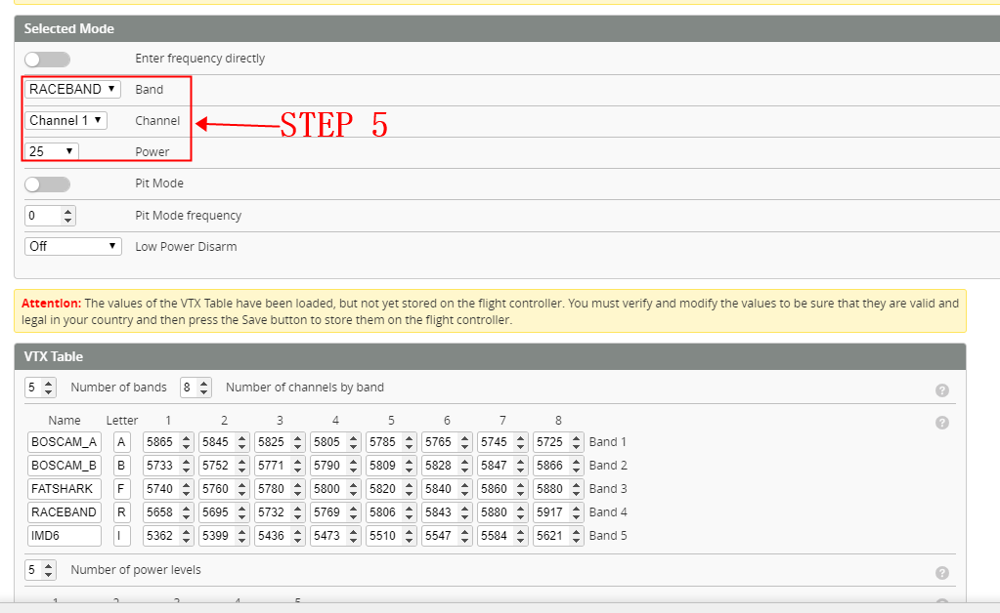 Selected Mode
Enter frequency directly
RACEBAND Band
Channel 1 Channel
STEP 5
25 Power
Pit Mode
0 Pit Mode frequency
Off Low Power Disarm
Attention: The values of the VTX Table have been loaded, but not yet stored on the flight controller. You must verify and modify the values to be sure that they are valid and
legal in your country and then press the Save button to store them on the flight controller.
VTX Table
5 Number of bands 8 Number of channels by band ?
Name Letter 1 2 3 4 5 6 7 8 ?
BOSCAM_A A 5865 5845 5825 5805 5785 5765 5745 5725 Band 1
BOSCAM_B B 5733 5752 5771 5790 5809 5828 5847 5866 Band 2
FATSHARK F 5740 5760 5780 5800 5820 5840 5860 5880 Band 3
RACEBAND R 5658 5695 5732 5769 5806 5843 5880 5917 Band 4
IMD6 I 5362 5399 5436 5473 5510 5547 5584 5621 Band 5
5 Number of power levels ?
1 2 3 4 5